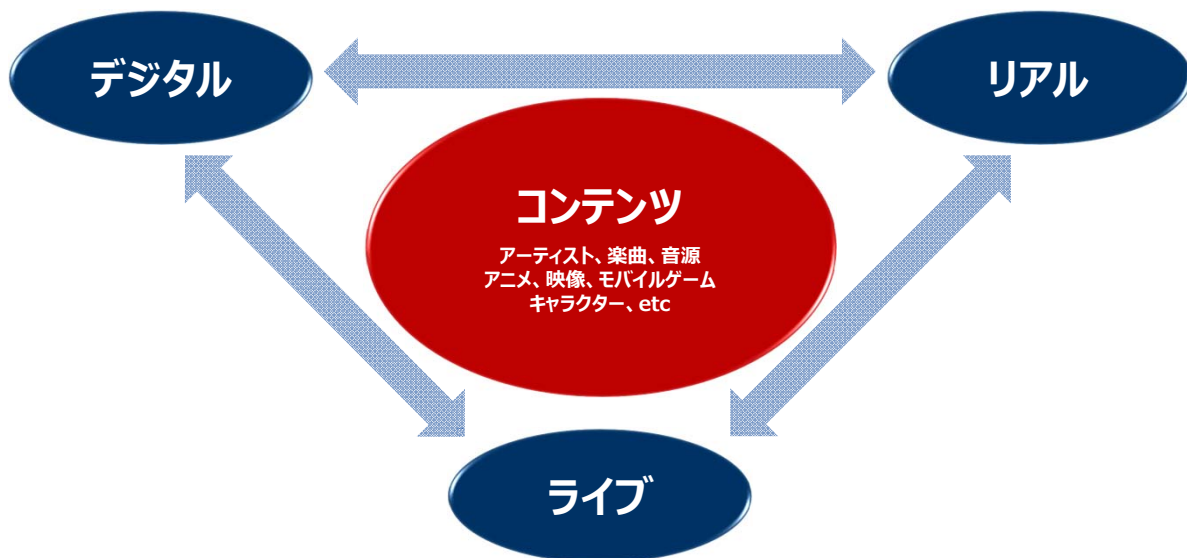 デジタル
リアル
コンテンツ
アーティスト、楽曲、音源
アニメ、映像、モバイルゲーム
キャラクター、etc
ライブ